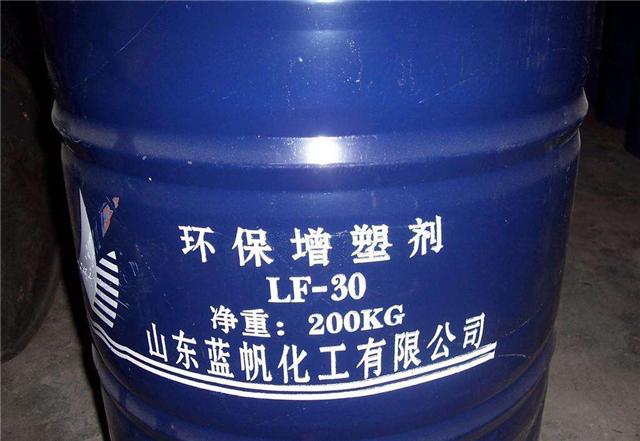 环保增塑剂
LF-30
净重：200KG
山东蓝帆化工有限公司